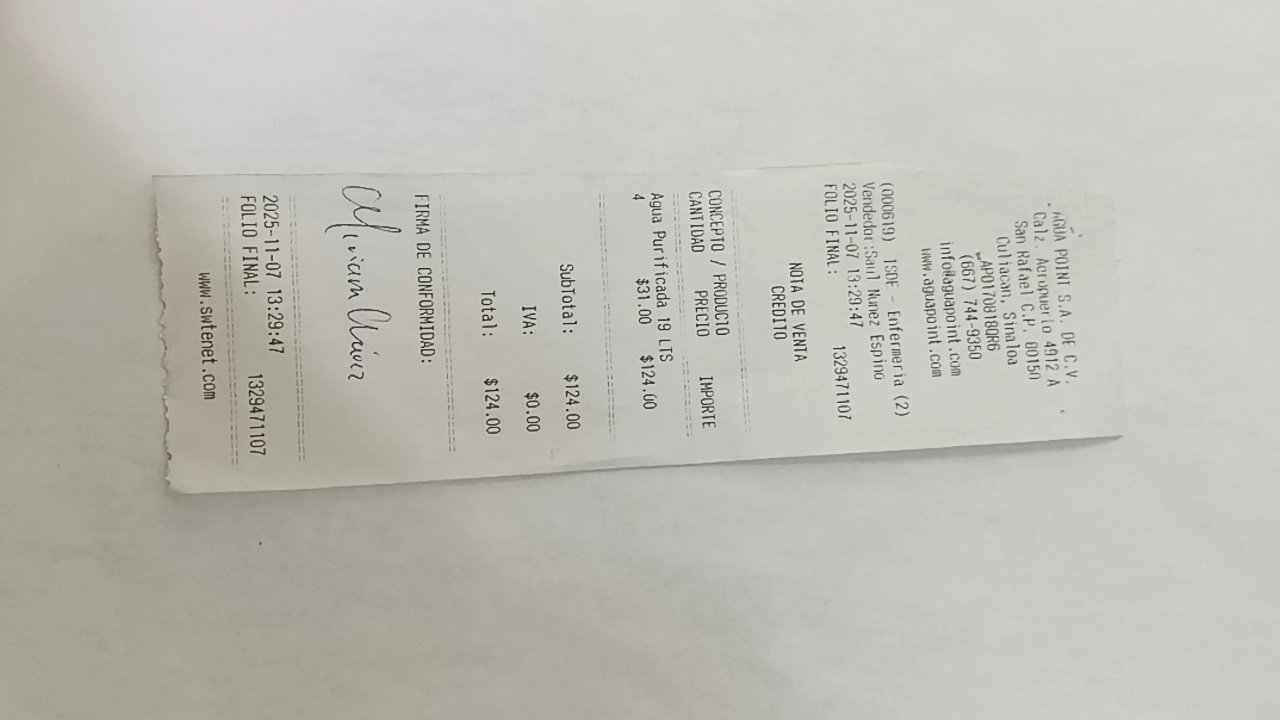 AGUA POINT S.A. DE C.V.
Calz Aeropuerto 4912 A
San Rafael C.P. 80150
Culiacan, Sinaloa
APO170818QR6
(667) 744-9350
info@aguapoint.com
www.aguapoint.com
(000619) ISDE - Enfermeria (2)
Vendedor:Saul Nunez Espino
2025-11-07 13:29:47
FOLIO FINAL: 1329471107
NOTA DE VENTA
CREDITO
CONCEPTO / PRODUCTO
CANTIDAD PRECIO IMPORTE
Agua Purificada 19 LTS
4 $31.00 $124.00
SubTotal: $124.00
IVA: $0.00
Total: $124.00
FIRMA DE CONFORMIDAD:
2025-11-07 13:29:47
FOLIO FINAL: 1329471107
www.swtenet.com